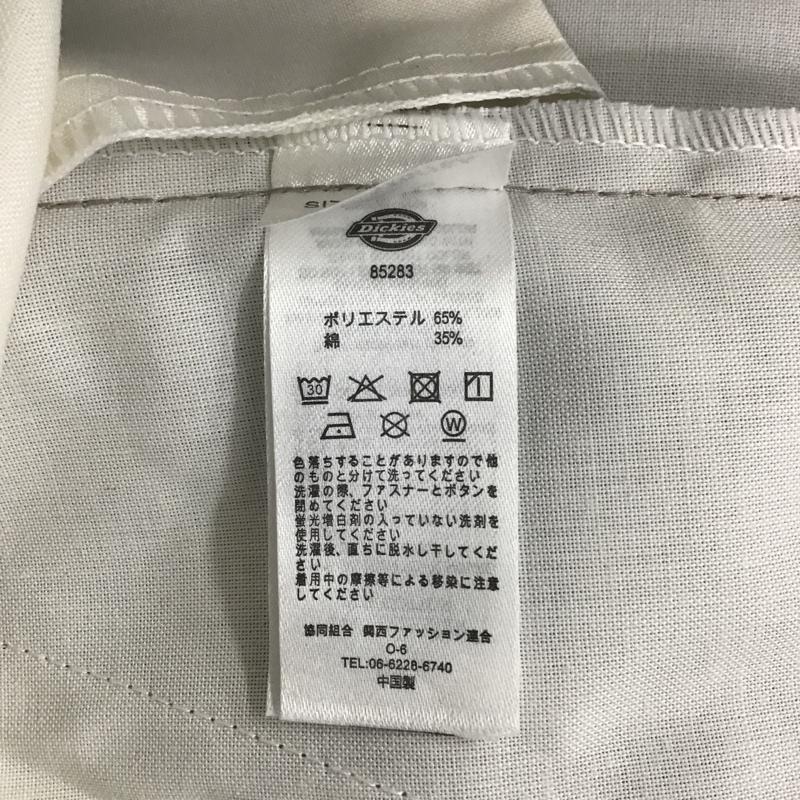 Dickies
85283
ポリエステル 65%
綿 35%
30
W
色落ちすることがありますので他
のものと分けて洗ってください
洗濯の際、ファスナーとボタンを
閉めてください
蛍光増白剤の入っていない洗剤を
使用してください
洗濯後、直ちに脱水し干してくだ
さい
着用中の摩擦等による移染に注意
してください
協同組合 関西ファッション連合
O-6
TEL:06-6228-6740
中国製